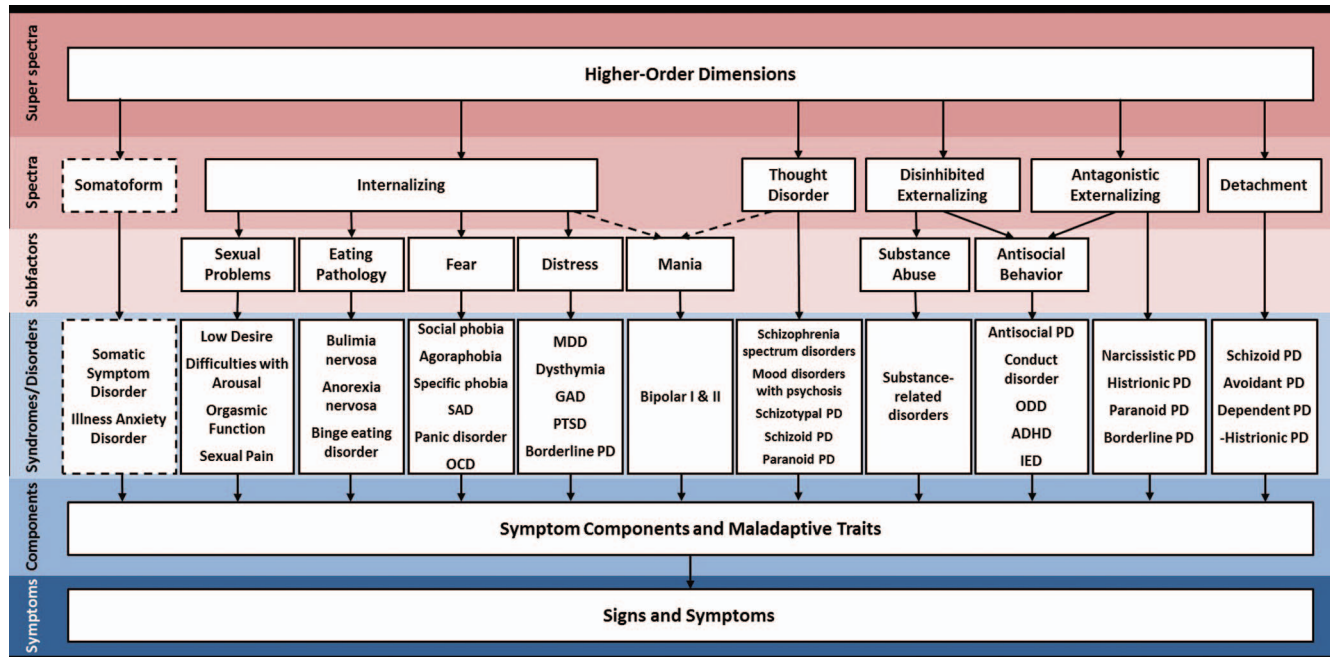 Super spectra
Higher-Order Dimensions
Spectra
Somatoform
Internalizing
Thought
Disorder
Disinhibited
Externalizing
Antagonistic
Externalizing
Detachment
Subfactors
Sexual
Problems
Eating
Pathology
Fear
Distress
Mania
Substance
Abuse
Antisocial
Behavior
Syndromes/Disorders
Somatic
Symptom
Disorder
Illness Anxiety
Disorder
Low Desire
Difficulties with
Arousal
Orgasmic
Function
Sexual Pain
Bulimia
nervosa
Anorexia
nervosa
Binge eating
disorder
Social phobia
Agoraphobia
Specific phobia
SAD
Panic disorder
OCD
MDD
Dysthymia
GAD
PTSD
Borderline PD
Bipolar I & II
Schizophrenia
spectrum disorders
Mood disorders
with psychosis
Schizotypal PD
Schizoid PD
Paranoid PD
Substance-
related
disorders
Antisocial PD
Conduct
disorder
ODD
ADHD
IED
Narcissistic PD
Histrionic PD
Paranoid PD
Borderline PD
Schizoid PD
Avoidant PD
Dependent PD
-Histrionic PD
Components
Symptom Components and Maladaptive Traits
Symptoms
Signs and Symptoms